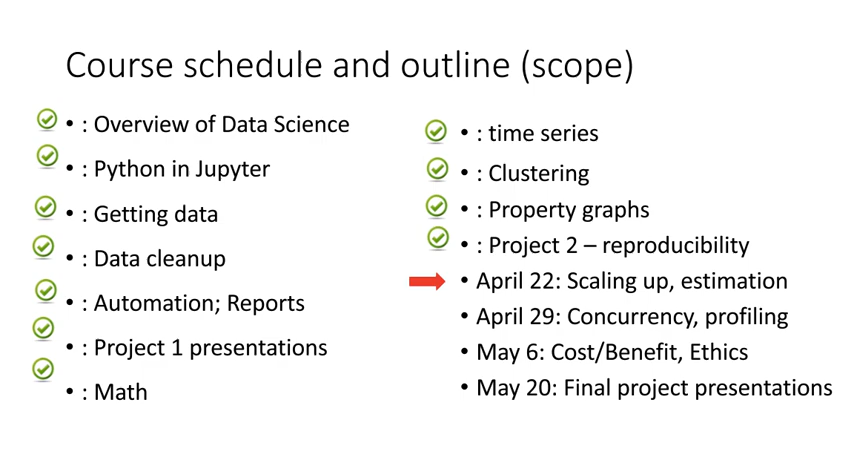 Course schedule and outline (scope)
• : Overview of Data Science
• : Python in Jupyter
• : Getting data
• : Data cleanup
• : Automation; Reports
• : Project 1 presentations
• : Math
• : time series
• : Clustering
• : Property graphs
• : Project 2 – reproducibility
• April 22: Scaling up, estimation
• April 29: Concurrency, profiling
• May 6: Cost/Benefit, Ethics
• May 20: Final project presentations